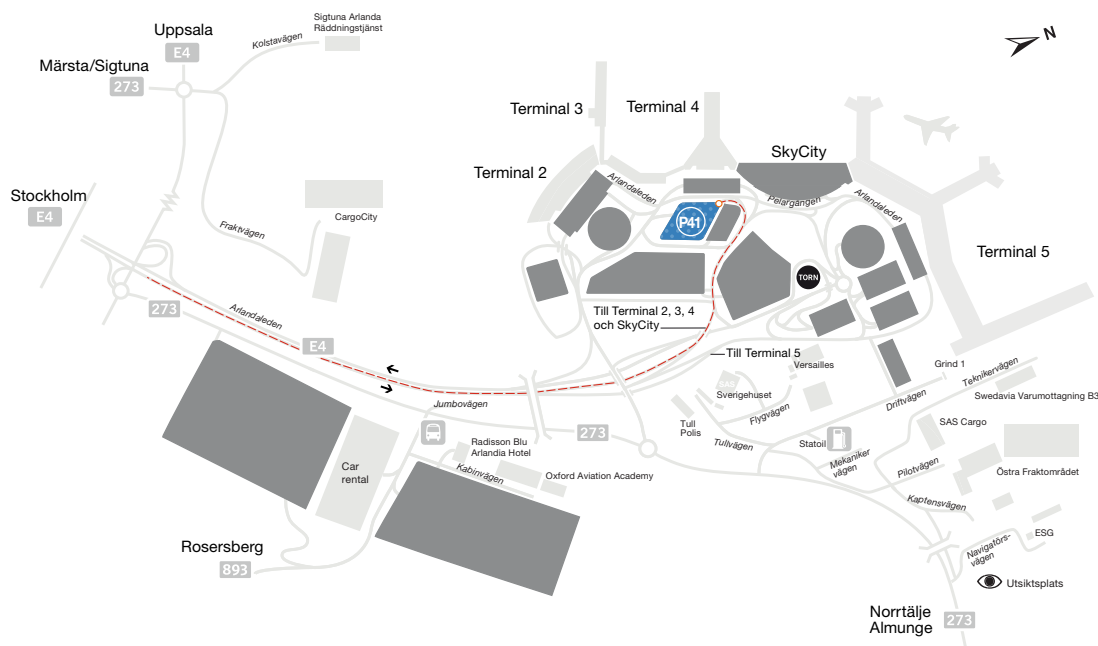 Sigtuna Arlanda
Räddningstjänst
Uppsala
E4
Kolstavägen
N
Märsta/Sigtuna
273
Terminal 3
Terminal 4
SkyCity
Terminal 2
Arlandaleden
Pelargången
Arlandaleden
Stockholm
E4
CargoCity
P41
Fraktvägen
Terminal 5
TORN
273
Arlandaleden
Till Terminal 2, 3, 4
och SkyCity
E4
Till Terminal 5
Versailles
Grind 1
Teknikervägen
SAS
Sverigehuset
Swedavia Varumottagning B3
Driftvägen
Jumbovägen
Flygvägen
Tull
Polis
273
Tullvägen
Statoil
SAS Cargo
Radisson Blu
Arlandia Hotel
Mekaniker
vägen
Pilotvägen
Östra Fraktområdet
Car
rental
Kabinvägen
Oxford Aviation Academy
Kaptensvägen
ESG
Navigatörs-
vägen
Rosersberg
893
Utsiktsplats
Norrtälje
Almunge
273